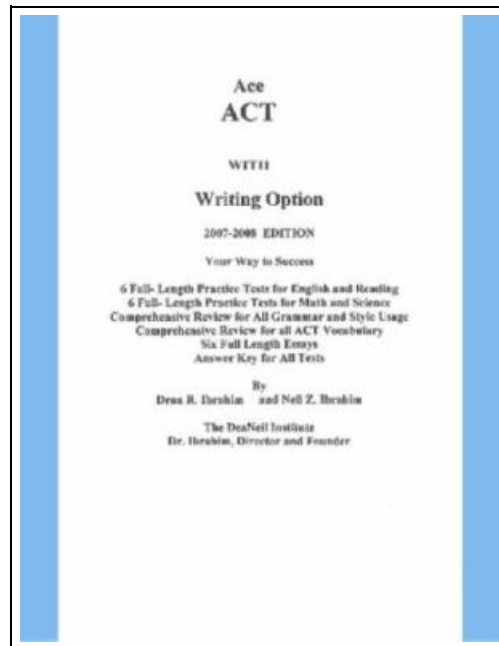 Ace
ACT
WITH
Writing Option
2007-2008 EDITION
Your Way to Success
6 Full- Length Practice Tests for English and Reading
6 Full- Length Practice Tests for Math and Science
Comprehensive Review for All Grammar and Style Usage
Comprehensive Review for all ACT Vocabulary
Six Full Length Essays
Answer Key for All Tests
By
Dean R. Ibrahim and Nell Z. Ibrahim
The DeaNell Institute
Dr. Ibrahim, Director and Founder